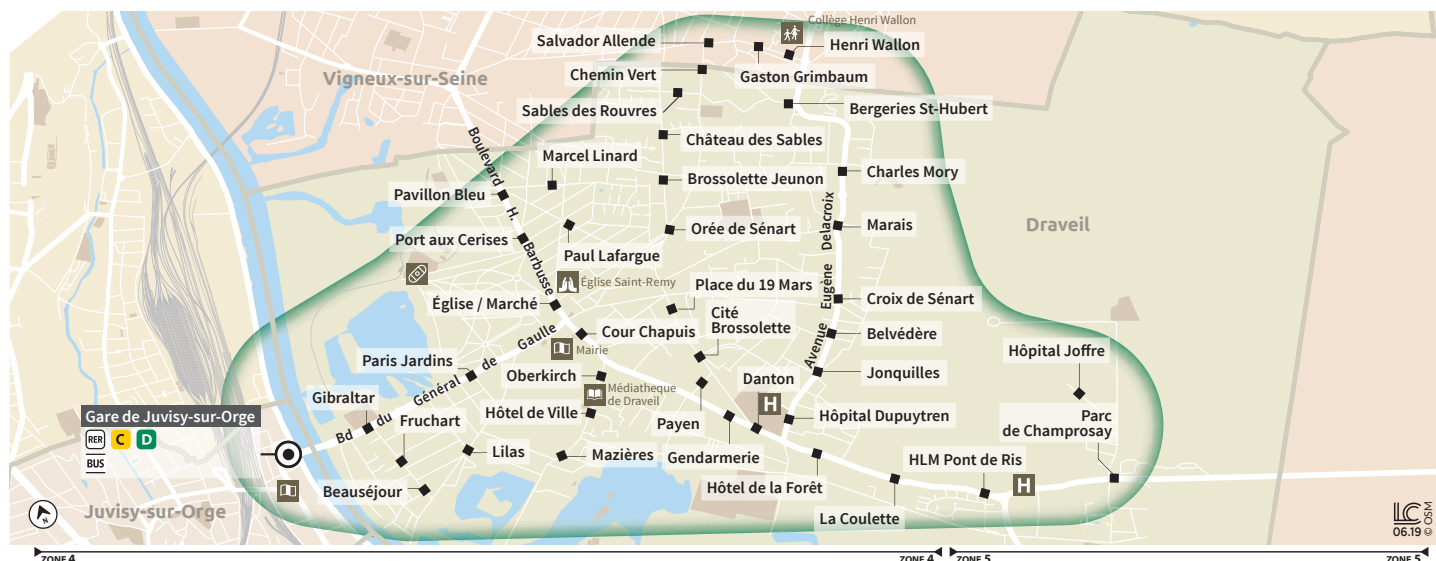 Collège Henri Wallon
Salvador Allende
Henri Wallon
Chemin Vert
Gaston Grimbaum
Vigneux-sur-Seine
Sables des Rouvres
Bergeries St-Hubert
Château des Sables
Marcel Linard
Charles Mory
Brossolette Jeunon
Pavillon Bleu
Boulevard H. Barbusse
Marais
Draveil
Orée de Sénart
Port aux Cerises
Paul Lafargue
Avenue Eugène Delacroix
Église Saint-Remy
Place du 19 Mars
Église / Marché
Croix de Sénart
Cité
Brossolette
Cour Chapuis
Belvédère
Mairie
Hôpital Joffre
Paris Jardins
Bd du Général de Gaulle
Oberkirch
Jonquilles
Danton
Médiatheque
de Draveil
Gibraltar
H
Hôtel de Ville
Hôpital Dupuytren
Gare de Juvisy-sur-Orge
Fruchart
Payen
Parc
de Champrosay
RER C D
BUS
Lilas
Mazières
Gendarmerie
HLM Pont de Ris
Beauséjour
Hôtel de la Forêt
H
Juvisy-sur-Orge
N
La Coulette
LC
06.19 © OSM
ZONE 4
ZONE 4
ZONE 5
ZONE 5